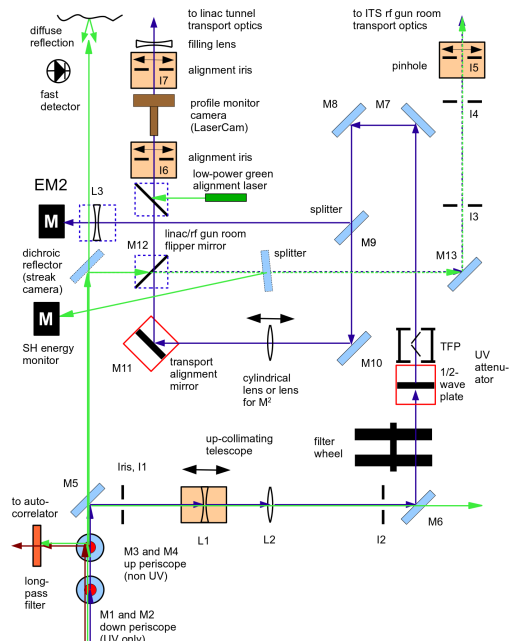 to linac tunnel
transport optics
to ITS rf gun room
transport optics
diffuse
reflection
filling lens
I7
alignment iris
pinhole
I5
fast
detector
profile monitor
camera
(LaserCam)
M8
M7
I4
alignment iris
I6
EM2
L3
low-power green
alignment laser
splitter
I3
M
linac/rf gun room
flipper mirror
M9
M12
splitter
M13
dichroic
reflector
(streak
camera)
M
SH energy
monitor
M11
transport
alignment
mirror
M10
TFP
UV
attenu-
ator
1/2-
wave
plate
cylindrical
lens or lens
for M²
up-collimating
telescope
filter
wheel
M5
Iris, I1
to auto-
correlator
M6
L1
L2
I2
M3 and M4
up periscope
(non UV)
long-
pass
filter
M1 and M2
down periscope
(UV only)